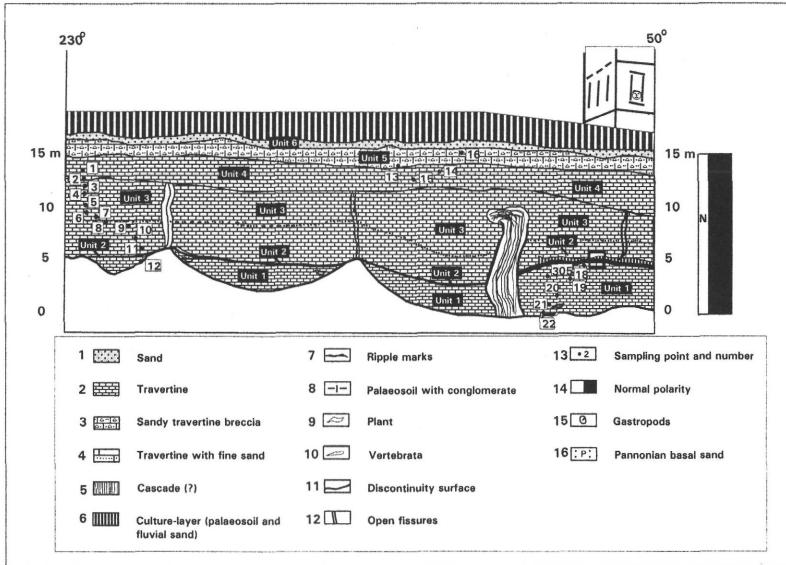 230° 50°
Unit 6
15 m Unit 5 16 15 m
1 Unit 4 13 15 14
2 3 Unit 4
4 Unit 3
10 5 Unit 3 10
6 7 Unit 3 Unit 3 N
8 9 10 Unit 2
Unit 2 11 Unit 2
5 12 Unit 1 Unit 2 305 18 5
20 19 Unit 1
Unit 1 21
0 22 0
1 Sand
2 Travertine
3 Sandy travertine breccia
4 Travertine with fine sand
5 Cascade (?)
6 Culture-layer (palaeosoil and
fluvial sand)
7 Ripple marks
8 Palaeosoil with conglomerate
9 Plant
10 Vertebrata
11 Discontinuity surface
12 Open fissures
13 • 2 Sampling point and number
14 Normal polarity
15 Gastropods
16 P Pannonian basal sand